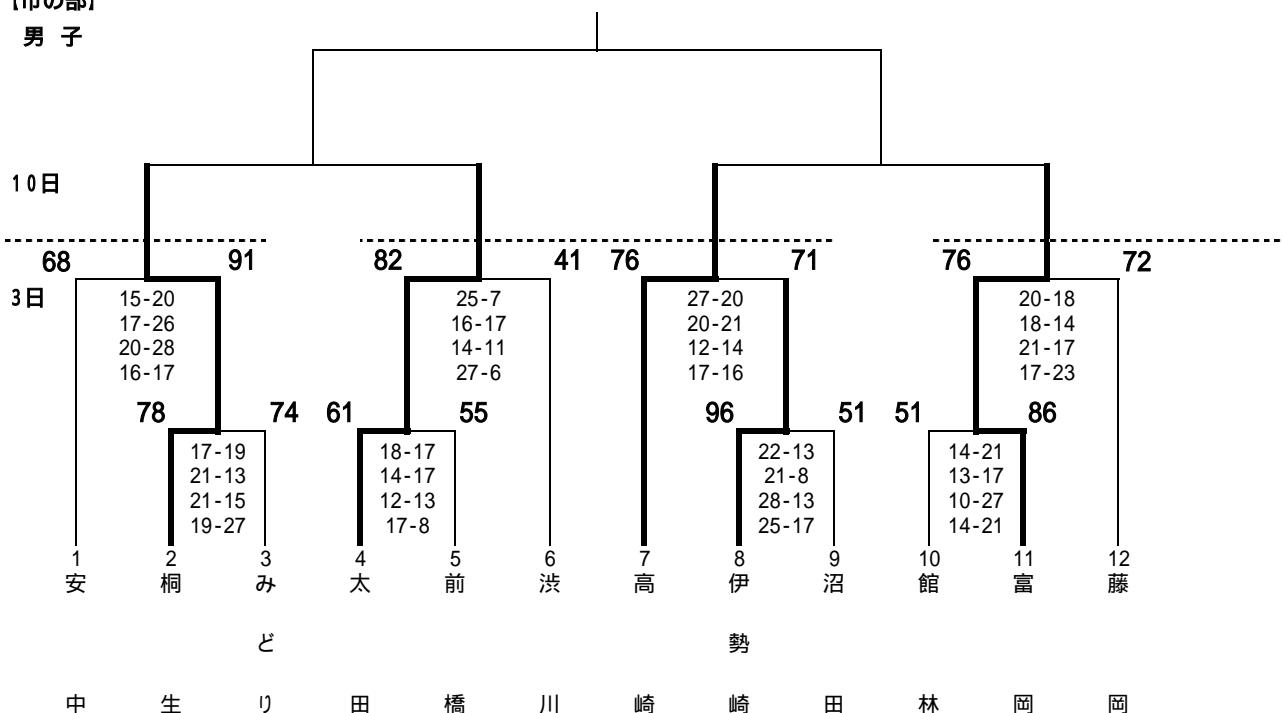 【市の部】
男 子
10日
68 91 82 41 76 71 76 72
3日
15-20 25-7 27-20 20-18
17-26 16-17 20-21 18-14
20-28 14-11 12-14 21-17
16-17 27-6 17-16 17-23
78 74 61 55 96 51 51 86
17-19 18-17 22-13 14-21
21-13 14-17 21-8 13-17
21-15 12-13 28-13 10-27
19-27 17-8 25-17 14-21
1 2 3 4 5 6 7 8 9 10 11 12
安中
桐生
みどり
太田
前橋
渋川
高崎
伊勢崎
沼田
館林
富岡
藤岡